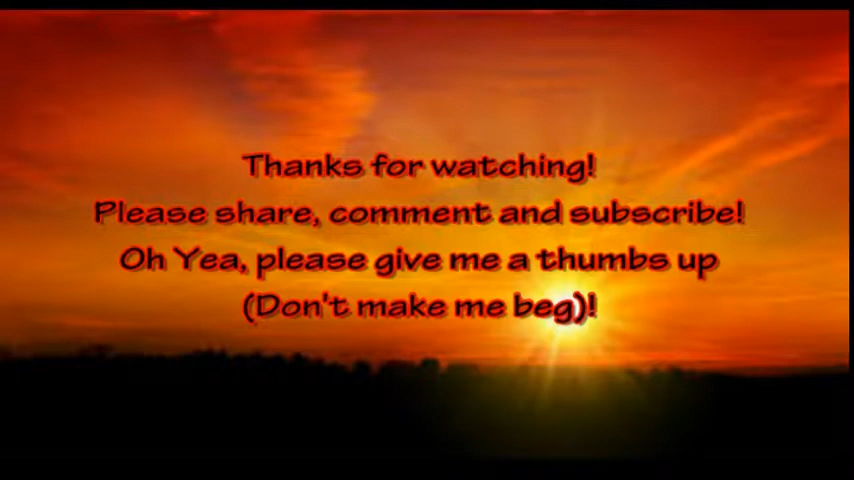 Thanks for watching!
Please share, comment and subscribe!
Oh Yea, please give me a thumbs up
(Don't make me beg)!